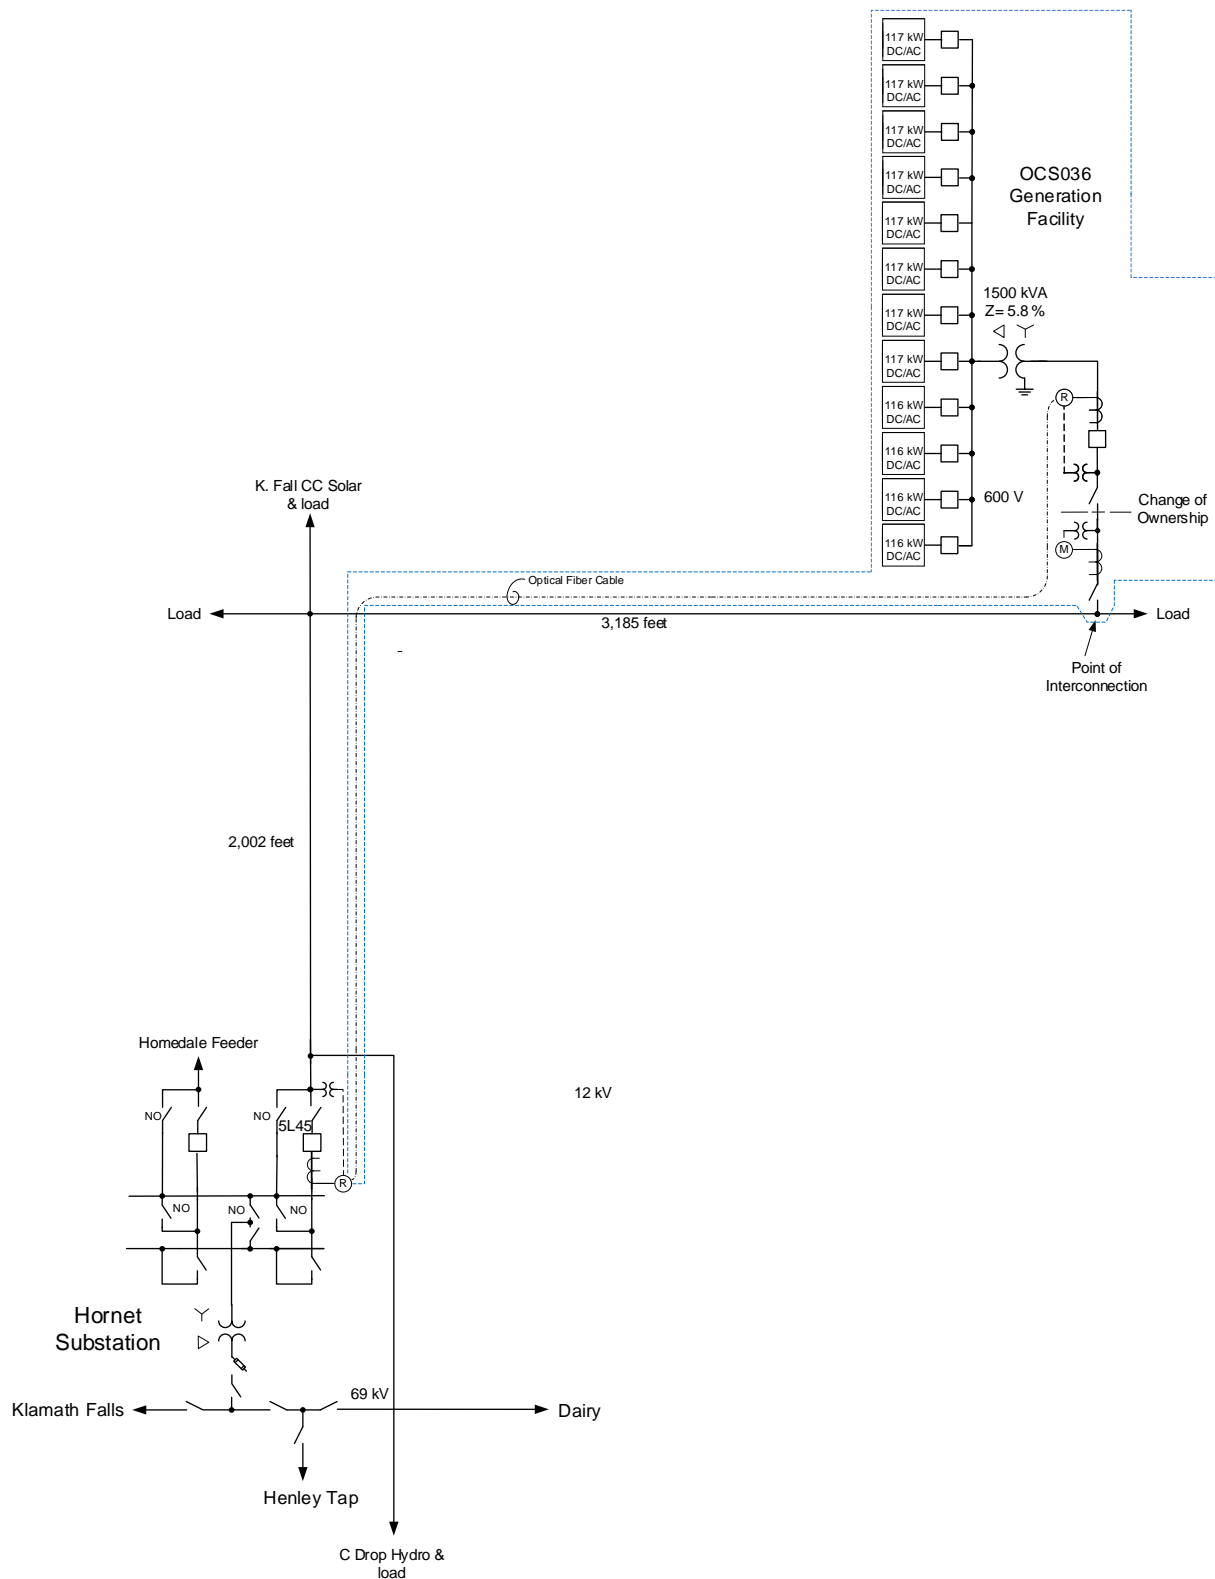 117 kW
DC/AC
117 kW
DC/AC
117 kW
DC/AC
117 kW
DC/AC
117 kW
DC/AC
117 kW
DC/AC
117 kW
DC/AC
117 kW
DC/AC
116 kW
DC/AC
116 kW
DC/AC
116 kW
DC/AC
116 kW
DC/AC
OCS036
Generation
Facility
1500 kVA
Z= 5.8 %
R
600 V
Change of
Ownership
M
K. Fall CC Solar
& load
Optical Fiber Cable
Load
3,185 feet
Load
Point of
Interconnection
2,002 feet
Homedale Feeder
12 kV
NO
NO
5L45
R
NO
NO
NO
Hornet
Substation
69 kV
Klamath Falls
Dairy
Henley Tap
C Drop Hydro &
load